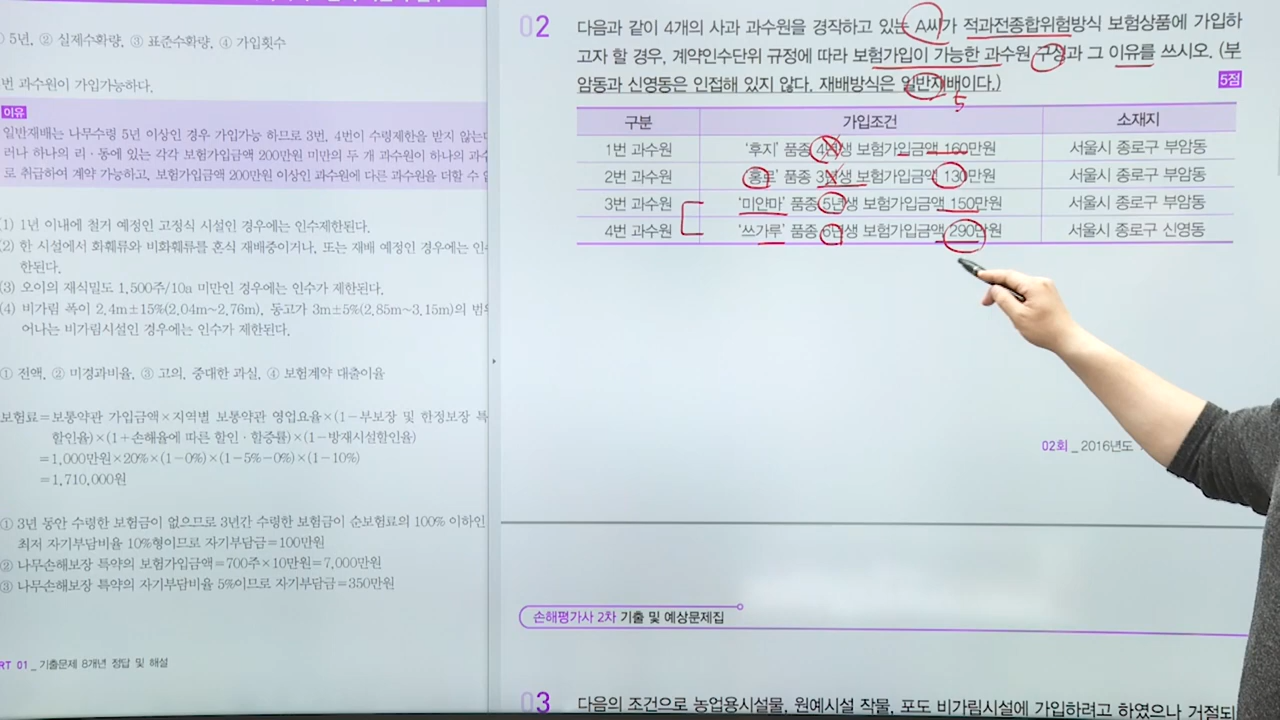 5년, ② 실제수확량, ③ 표준수확량, ④ 가입횟수
번 과수원이 가입가능하다.
이유
일반재배는 나무수령 5년 이상인 경우 가입가능 하므로 3번, 4번이 수령제한을 받지 않는
러나 하나의 리·동에 있는 각각 보험가입금액 200만원 미만의 두 개 과수원이 하나의 과수
로 취급하여 계약 가능하고, 보험가입금액 200만원 이상인 과수원에 다른 과수원을 더할 수
(1) 1년 이내에 철거 예정인 고정식 시설인 경우에는 인수제한된다.
(2) 한 시설에서 화훼류와 비화훼류를 혼식 재배중이거나, 또는 재배 예정인 경우에는 인
한된다.
(3) 오이의 재식밀도 1,500주/10a 미만인 경우에는 인수가 제한된다.
(4) 비가림 폭이 2.4m±15%(2.04m~2.76m), 동고가 3m±5%(2.85m~3.15m)의 범
어나는 비가림시설인 경우에는 인수가 제한된다.
① 전액, ② 미경과비율, ③ 고의, 중대한 과실, ④ 보험계약 대출이율
보험료=보통약관 가입금액×지역별 보통약관 영업요율×(1-부보장 및 한정보장 특
할인율)×(1+손해율에 따른 할인·할증률)×(1-방재시설할인율)
=1,000만원×20%×(1-0%)×(1-5%-0%)×(1-10%)
=1,710,000원
① 3년 동안 수령한 보험금이 없으므로 3년간 수령한 보험금이 순보험료의 100% 이하인
최저 자기부담비율 10%형이므로 자기부담금=100만원
② 나무손해보장 특약의 보험가입금액=700주×10만원=7,000만원
③ 나무손해보장 특약의 자기부담비율 5%이므로 자기부담금=350만원
RT 01 _ 기출문제 8개년 정답 및 해설
02 다음과 같이 4개의 사과 과수원을 경작하고 있는 A씨가 적과전종합위험방식 보험상품에 가입하
고자 할 경우, 계약인수단위 규정에 따라 보험가입이 가능한 과수원 구성과 그 이유를 쓰시오. (부
암동과 신영동은 인접해 있지 않다. 재배방식은 일반재배이다.) 5점
5
구분 가입조건 소재지
1번 과수원 '후지' 품종 4년생 보험가입금액 160만원 서울시 종로구 부암동
2번 과수원 '홍로' 품종 3년생 보험가입금액 130만원 서울시 종로구 부암동
3번 과수원 '미얀마' 품종 5년생 보험가입금액 150만원 서울시 종로구 부암동
4번 과수원 '쓰가루' 품종 6년생 보험가입금액 290만원 서울시 종로구 신영동
02회 _ 2016년도
손해평가사 2차 기출 및 예상문제집
03 다음의 조건으로 농업용시설물, 원예시설 작물, 포도 비가림시설에 가입하려고 하였으나 거절되